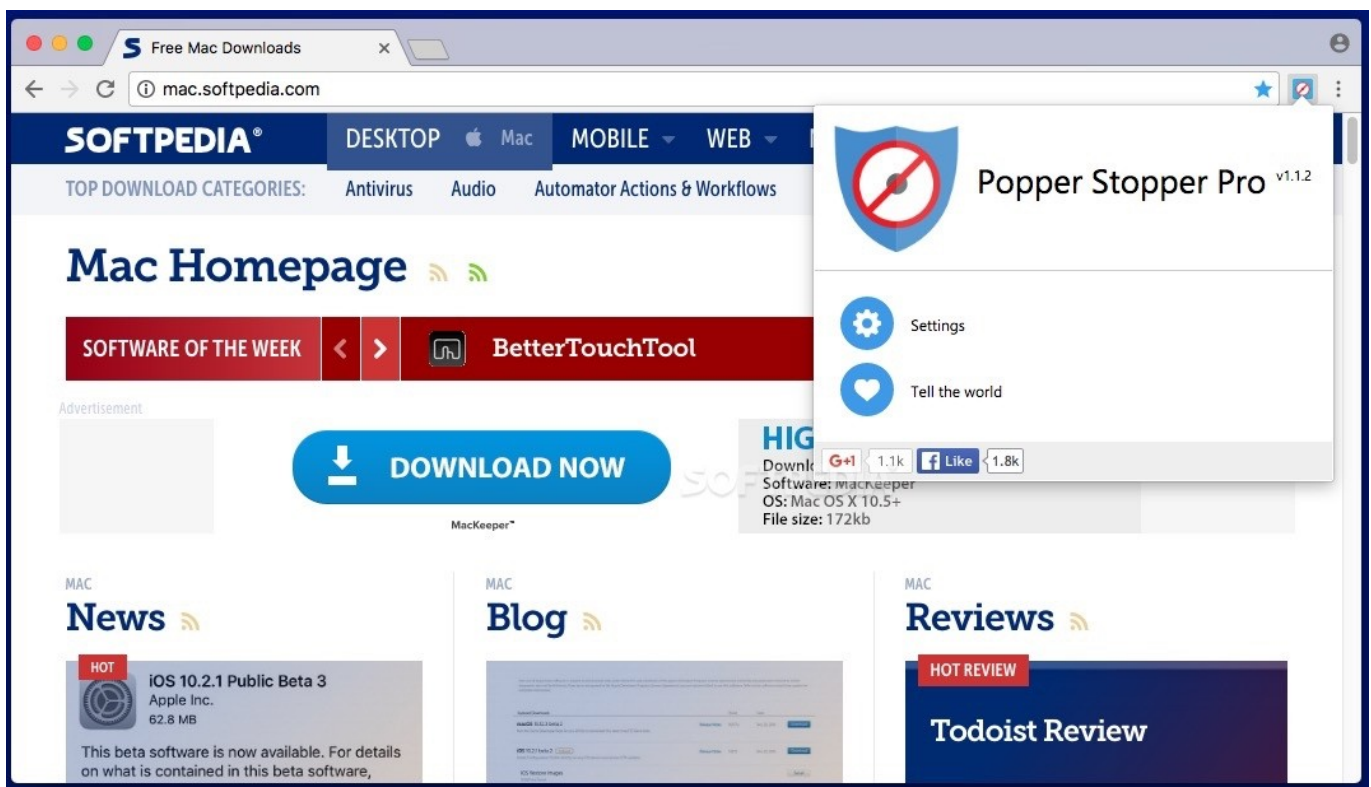 Free Mac Downloads
mac.softpedia.com
SOFTPEDIA®
DESKTOP Mac MOBILE WEB
TOP DOWNLOAD CATEGORIES: Antivirus Audio Automator Actions & Workflows
Popper Stopper Pro v1.1.2
Settings
Tell the world
G+1 1.1k Like 1.8k
Mac Homepage
SOFTWARE OF THE WEEK BetterTouchTool
Advertisement
DOWNLOAD NOW
MacKeeper™
Software: MacKeeper
OS: Mac OS X 10.5+
File size: 172kb
SOFTPEDIA
MAC
News
HOT
iOS 10.2.1 Public Beta 3
Apple Inc.
62.8 MB
This beta software is now available. For details
on what is contained in this beta software,
MAC
Blog
MAC
Reviews
HOT REVIEW
Todoist Review